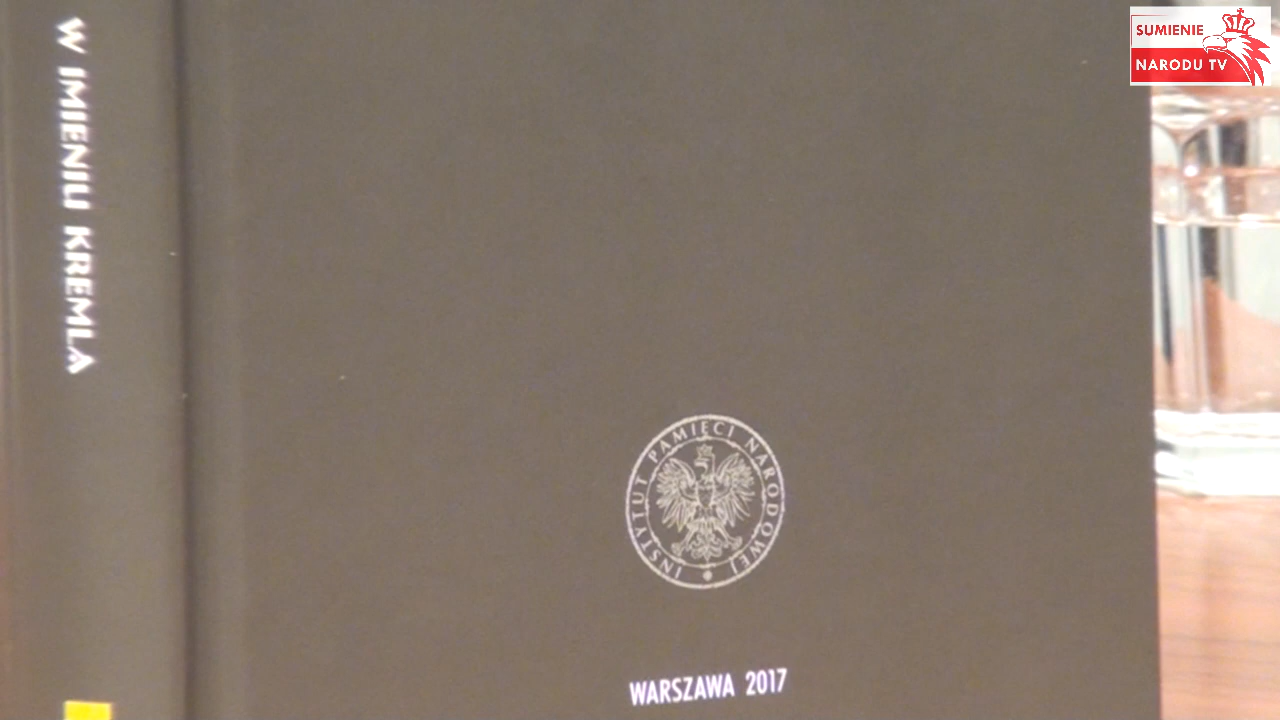 W IMIENIU KREMLA
SUMIENIE
NARODU TV
INSTYTUT PAMIĘCI NARODOWEJ
WARSZAWA 2017